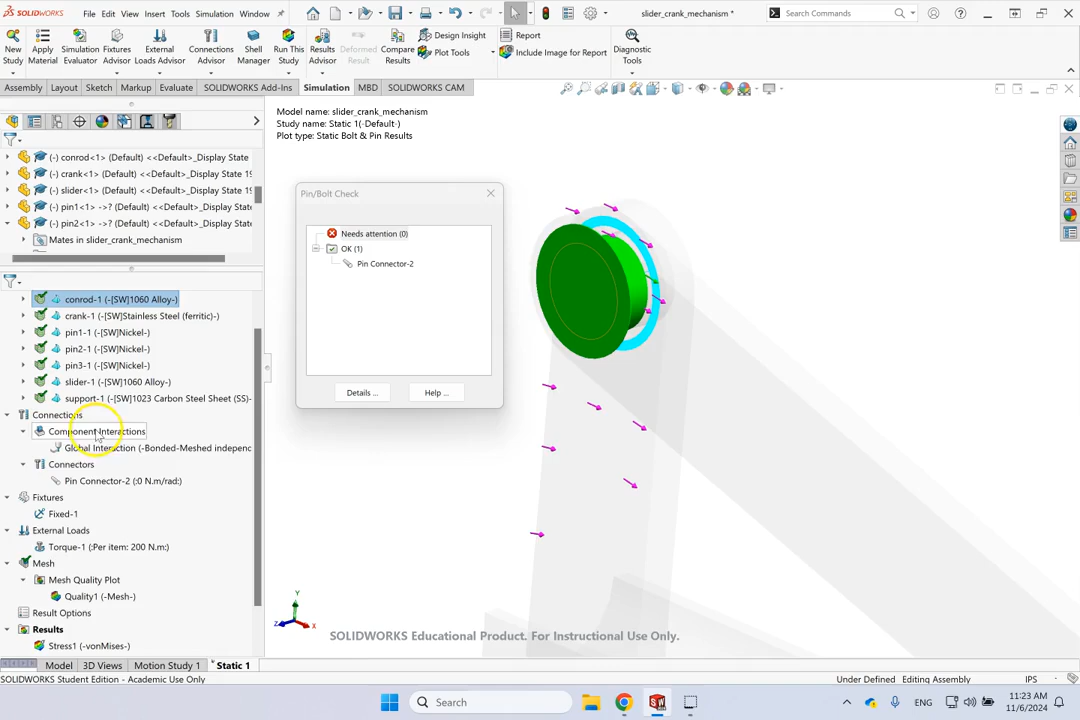 SOLIDWORKS File Edit View Insert Tools Simulation Window slider_crank_mechanism * Search Commands
New Study
Apply Material
Simulation Evaluator
Fixtures Advisor
External Loads Advisor
Connections Advisor
Shell Manager
Run This Study
Results Advisor
Deformed Result
Compare Results
Design Insight
Plot Tools
Report
Include Image for Report
Diagnostic Tools
Assembly Layout Sketch Markup Evaluate SOLIDWORKS Add-Ins Simulation MBD SOLIDWORKS CAM
Model name: slider_crank_mechanism
Study name: Static 1(-Default-)
Plot type: Static Bolt & Pin Results
(-) conrod<1> (Default) <<Default>_Display State
(-) crank<1> (Default) <<Default>_Display State 19
(-) slider<1> (Default) <<Default>_Display State 19
(-) pin1<1> ->? (Default) <<Default>_Display Sta
(-) pin2<1> ->? (Default) <<Default>_Display Sta
Mates in slider_crank_mechanism
conrod-1 (-[SW]1060 Alloy-)
crank-1 (-[SW]Stainless Steel (ferritic)-)
pin1-1 (-[SW]Nickel-)
pin2-1 (-[SW]Nickel-)
pin3-1 (-[SW]Nickel-)
slider-1 (-[SW]1060 Alloy-)
support-1 (-[SW]1023 Carbon Steel Sheet (SS)-
Connections
Component Interactions
Global Interaction (-Bonded-Meshed independenc
Connectors
Pin Connector-2 (:0 N.m/rad:)
Fixtures
Fixed-1
External Loads
Torque-1 (:Per item: 200 N.m:)
Mesh
Mesh Quality Plot
Quality1 (-Mesh-)
Result Options
Results
Stress1 (-vonMises-)
Pin/Bolt Check
Needs attention (0)
OK (1)
Pin Connector-2
Details ...
Help ...
Y
Z
X
SOLIDWORKS Educational Product. For Instructional Use Only.
Model 3D Views Motion Study 1 Static 1
SOLIDWORKS Student Edition - Academic Use Only Under Defined Editing Assembly IPS
Search
ENG
11:23 AM
11/6/2024